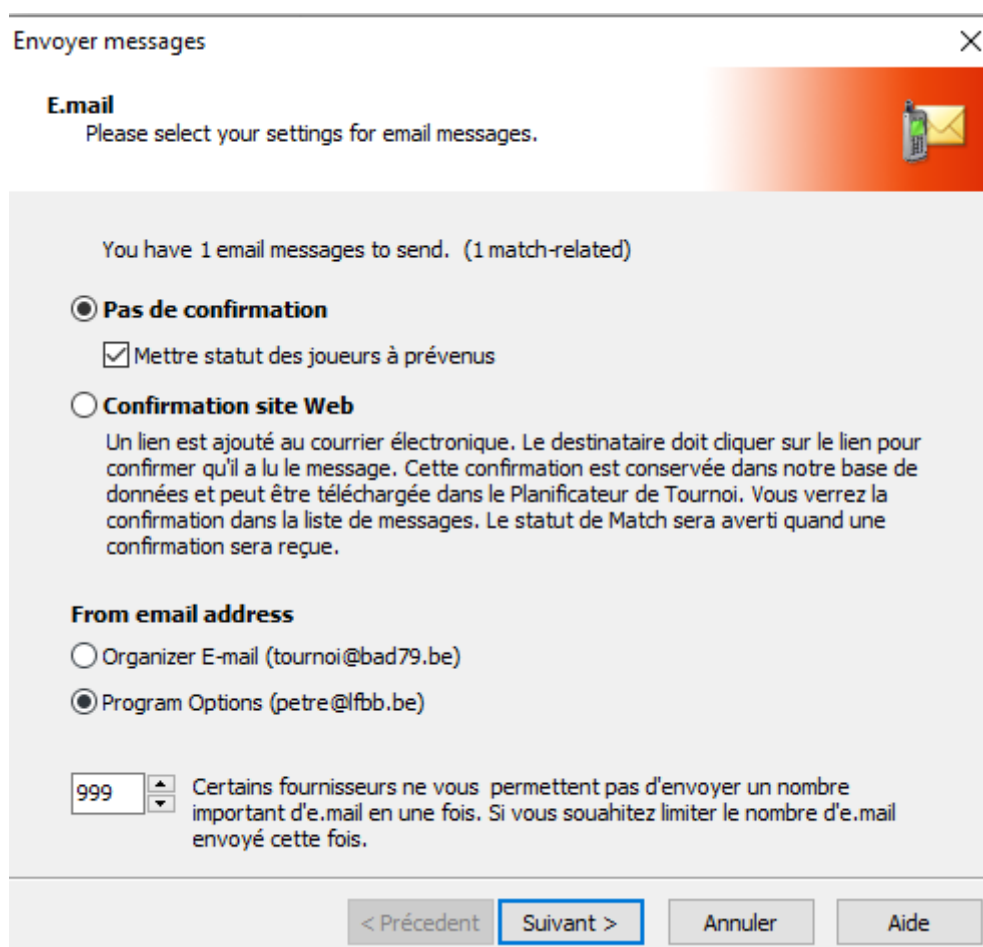 Envoyer messages
E.mail
Please select your settings for email messages.
You have 1 email messages to send. (1 match-related)
Pas de confirmation
Mettre statut des joueurs à prévenus
Confirmation site Web
Un lien est ajouté au courrier électronique. Le destinataire doit cliquer sur le lien pour
confirmer qu'il a lu le message. Cette confirmation est conservée dans notre base de
données et peut être téléchargée dans le Planificateur de Tournoi. Vous verrez la
confirmation dans la liste de messages. Le statut de Match sera averti quand une
confirmation sera reçue.
From email address
Organizer E-mail (tournoi@bad79.be)
Program Options (petre@lfbb.be)
999
Certains fournisseurs ne vous permettent pas d'envoyer un nombre
important d'e.mail en une fois. Si vous souahitez limiter le nombre d'e.mail
envoyé cette fois.
< Précedent Suivant > Annuler Aide